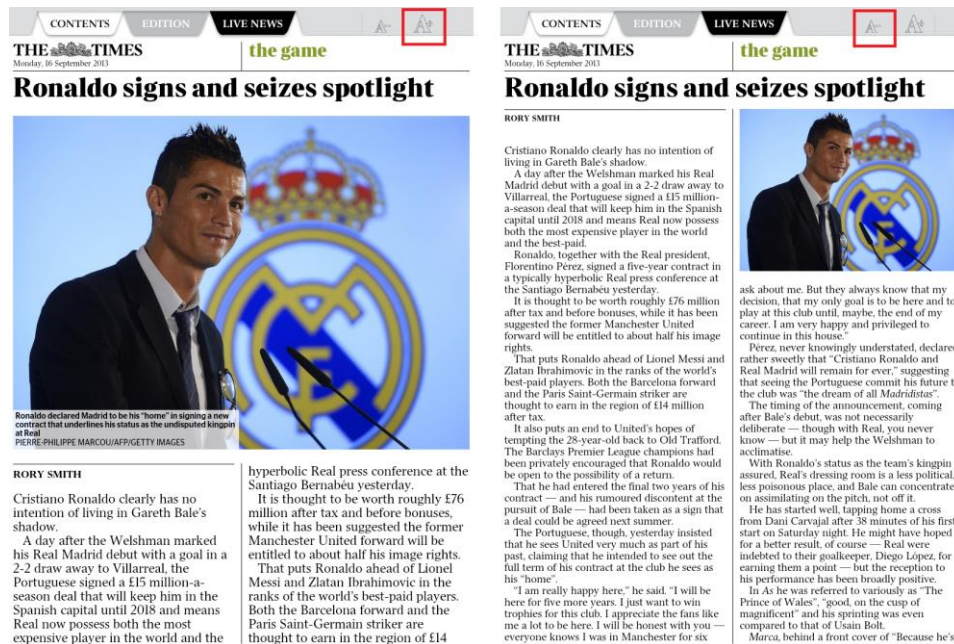 CONTENTS EDITION LIVE NEWS A- A+
THE TIMES
Monday, 16 September 2013
the game
Ronaldo signs and seizes spotlight
Ronaldo declared Madrid to be his "home" in signing a new
contract that underlines his status as the undisputed kingpin
at Real
PIERRE-PHILIPPE MARCOU/AFP/GETTY IMAGES
RORY SMITH
Cristiano Ronaldo clearly has no
intention of living in Gareth Bale's
shadow.
A day after the Welshman marked
his Real Madrid debut with a goal in a
2-2 draw away to Villarreal, the
Portuguese signed a £15 million-a-
season deal that will keep him in the
Spanish capital until 2018 and means
Real now possess both the most
expensive player in the world and the
hyperbolic Real press conference at the
Santiago Bernabéu yesterday.
It is thought to be worth roughly £76
million after tax and before bonuses,
while it has been suggested the former
Manchester United forward will be
entitled to about half his image rights.
That puts Ronaldo ahead of Lionel
Messi and Zlatan Ibrahimovic in the
ranks of the world's best-paid players.
Both the Barcelona forward and the
Paris Saint-Germain striker are
thought to earn in the region of £14
CONTENTS EDITION LIVE NEWS A- A+
THE TIMES
Monday, 16 September 2013
the game
Ronaldo signs and seizes spotlight
RORY SMITH
Cristiano Ronaldo clearly has no intention of
living in Gareth Bale's shadow.
A day after the Welshman marked his Real
Madrid debut with a goal in a 2-2 draw away to
Villarreal, the Portuguese signed a £15 million-
a-season deal that will keep him in the Spanish
capital until 2018 and means Real now possess
both the most expensive player in the world
and the best-paid.
Ronaldo, together with the Real president,
Florentino Pérez, signed a five-year contract in
a typically hyperbolic Real press conference at
the Santiago Bernabéu yesterday.
It is thought to be worth roughly £76 million
after tax and before bonuses, while it has been
suggested the former Manchester United
forward will be entitled to about half his image
rights.
That puts Ronaldo ahead of Lionel Messi and
Zlatan Ibrahimovic in the ranks of the world's
best-paid players. Both the Barcelona forward
and the Paris Saint-Germain striker are
thought to earn in the region of £14 million
after tax.
It also puts an end to United's hopes of
tempting the 28-year-old back to Old Trafford.
The Barclays Premier League champions had
been privately encouraged that Ronaldo would
be open to the possibility of a return.
That he had entered the final two years of his
contract — and his rumoured discontent at the
pursuit of Bale — had been taken as a sign that
a deal could be agreed next summer.
The Portuguese, though, yesterday insisted
that he sees United very much as part of his
past, claiming that he intended to see out the
full term of his contract at the club he sees as
his "home".
"I am really happy here," he said. "I will be
here for five more years. I just want to win
trophies for this club. I appreciate the fans like
me a lot to be here. I will be honest with you —
everyone knows I was in Manchester for six
ask about me. But they always know that my
decision, that my only goal is to be here and to
play at this club until, maybe, the end of my
career. I am very happy and privileged to
continue in this house."
Pérez, never knowingly understated, declared
rather sweetly that "Cristiano Ronaldo and
Real Madrid will remain for ever," suggesting
that seeing the Portuguese commit his future t
the club was "the dream of all Madridistas".
The timing of the announcement, coming
after Bale's debut, was not necessarily
deliberate — though with Real, you never
know — but it may help the Welshman to
acclimatise.
With Ronaldo's status as the team's kingpin
assured, Real's dressing room is a less political,
less poisonous place, and Bale can concentrate
on assimilating on the pitch, not off it.
He has started well, tapping home a cross
from Dani Carvajal after 38 minutes of his first
start on Saturday night. He might have hoped
for a better result, of course — Real were
indebted to their goalkeeper, Diego López, for
earning them a point — but the reception to
his performance has been broadly positive.
In As he was referred to variously as "The
Prince of Wales", "good, on the cusp of
magnificent" and his sprinting was even
compared to that of Usain Bolt.
Marca, behind a front cover of "Because he's